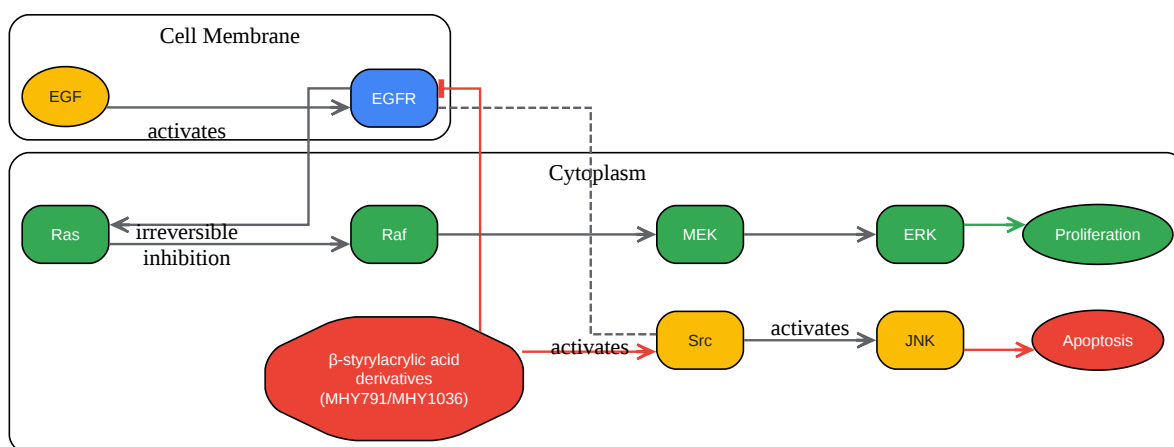 Cell Membrane
EGF
EGFR
activates
Cytoplasm
Ras
irreversible
inhibition
Raf
MEK
ERK
Proliferation
β-styrylacrylic acid
derivatives
(MHY791/MHY1036)
activates
Src
activates
JNK
Apoptosis